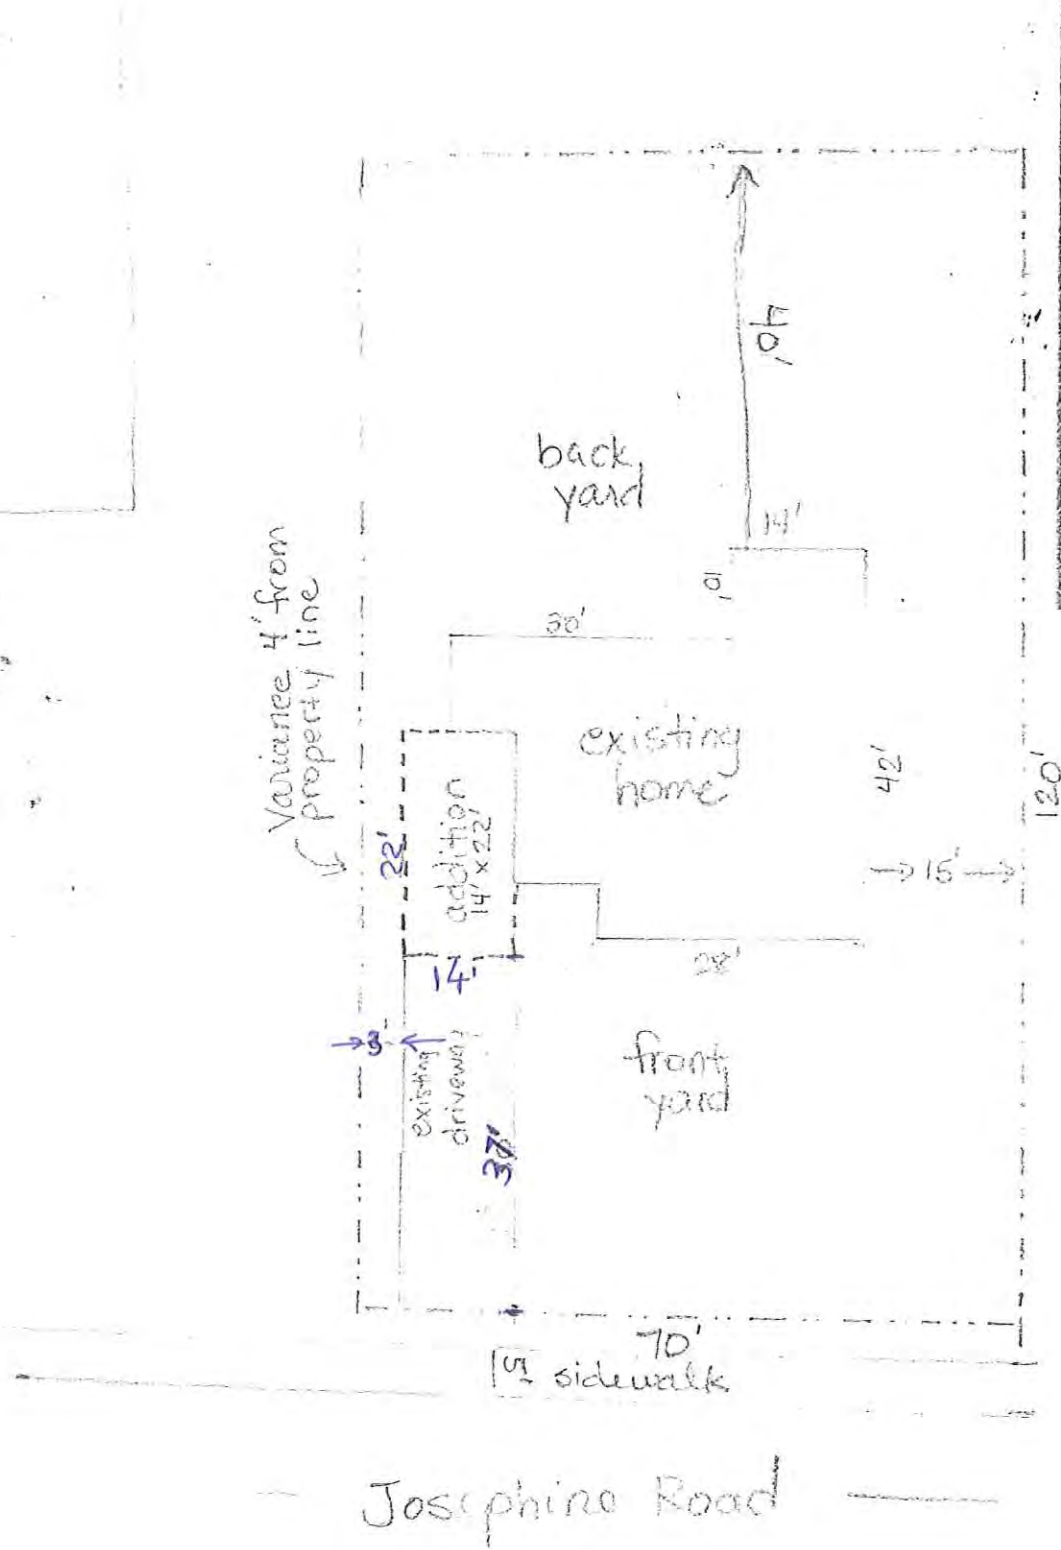 40'
back
yard
14'
10'
30'
Variance 4' from
property line
existing
home
42'
120'
22'
addition
14' x 22'
15'
28'
14'
3'
existing
driveway
front
yard
37'
70'
sidewalk
Josephine Road